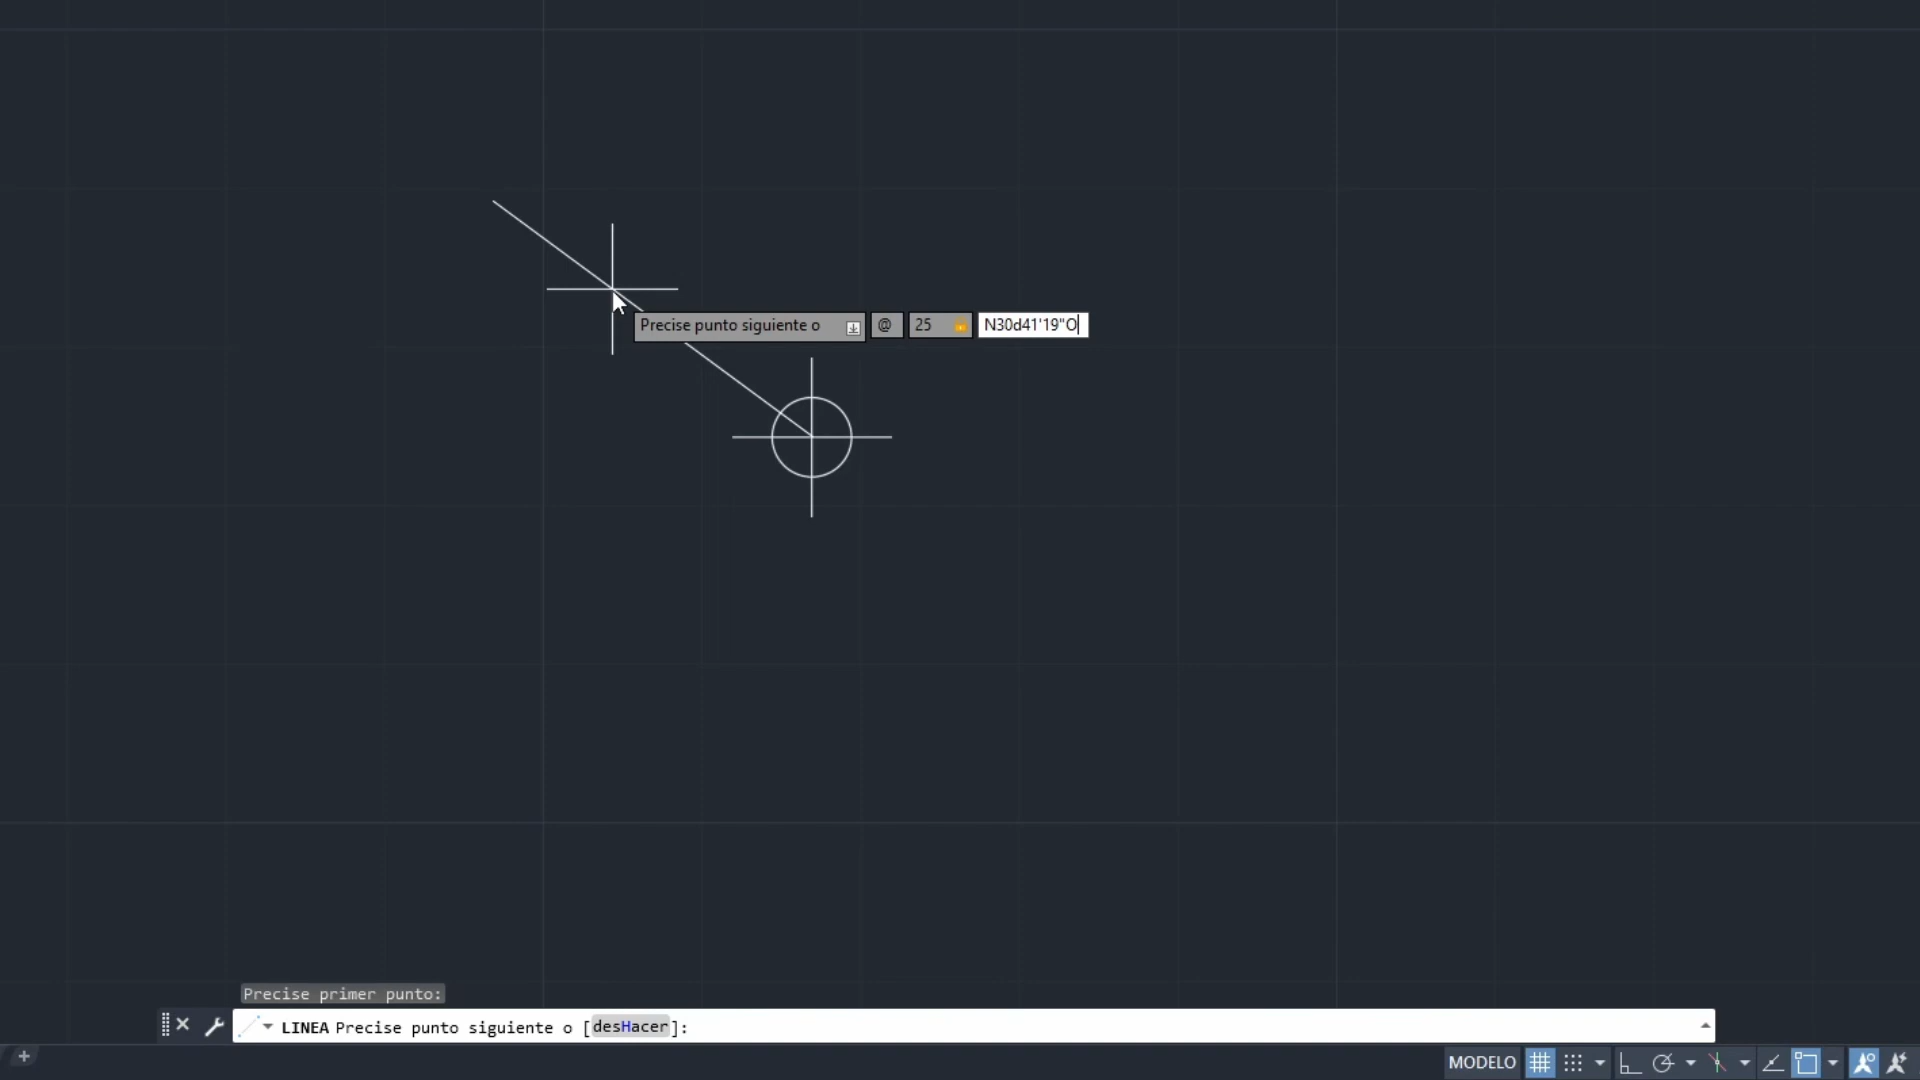 Precise punto siguiente o @ 25 N30d41'19"O
Precise primer punto:
LINEA Precise punto siguiente o [desHacer]:
MODELO